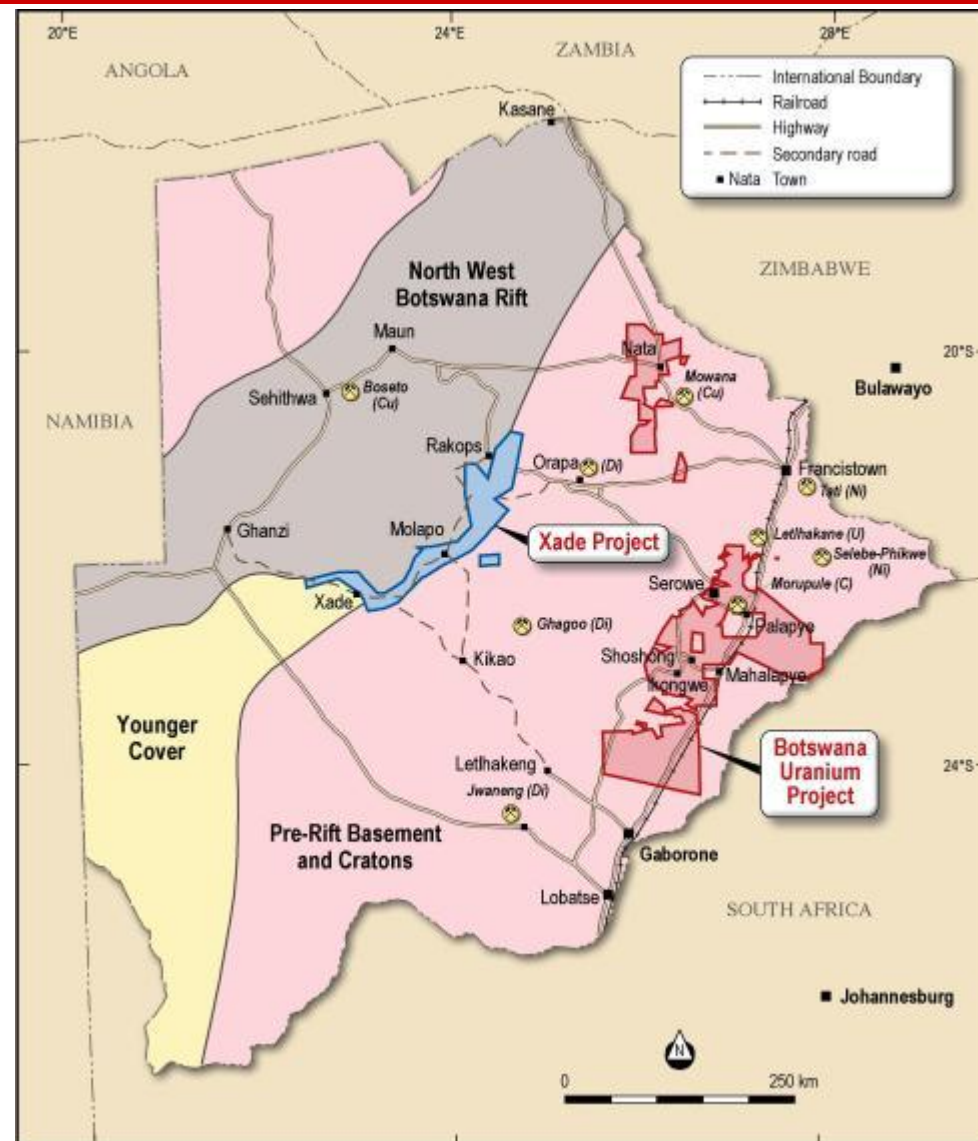 20°E
24°E
28°E
ANGOLA
ZAMBIA
International Boundary
Railroad
Highway
Secondary road
Nata Town
Kasane
ZIMBABWE
North West
Botswana Rift
Maun
Nata
20°S
Mowana
(Cu)
Bulawayo
Boseto
(Cu)
Sehithwa
NAMIBIA
Rakops
Orapa
(Di)
Francistown
Tati (Ni)
Ghanzi
Molapo
Xade Project
Letlhakane (U)
Selebe-Phikwe
(Ni)
Morupule (C)
Serowe
Xade
Palapye
Ghagoo (Di)
Kikao
Shoshong
Ikongwe
Mahalapye
Younger
Cover
Botswana
Uranium
Project
24°S
Letlhakeng
Jwaneng (Di)
Pre-Rift Basement
and Cratons
Gaborone
Lobatse
SOUTH AFRICA
Johannesburg
N
0
250 km